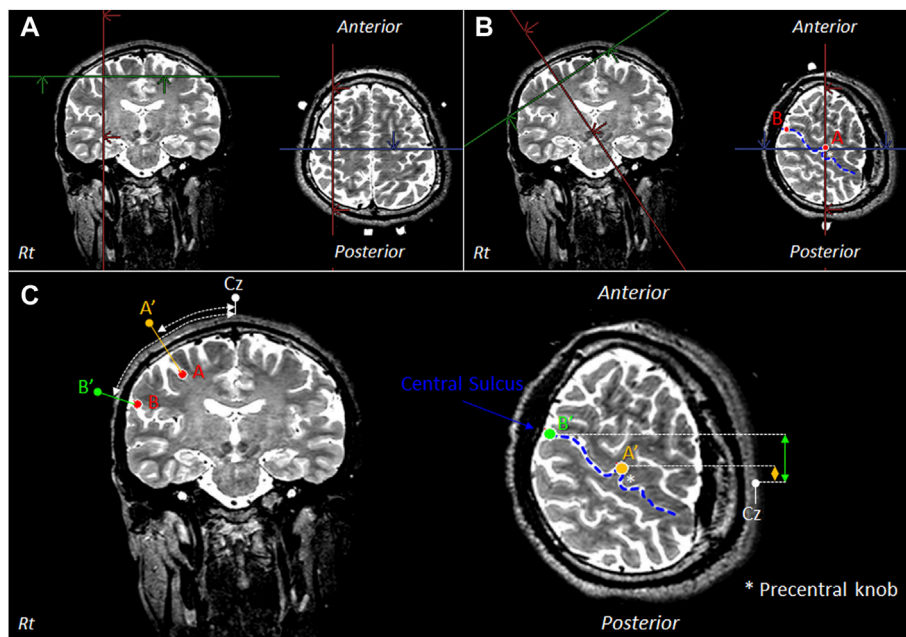 A
Anterior
Rt
Posterior
B
Anterior
B
A
Rt
Posterior
C
Cz
A’
A
B’
B
Rt
Anterior
Central Sulcus
B’
A’
*
Cz
* Precentral knob
Posterior